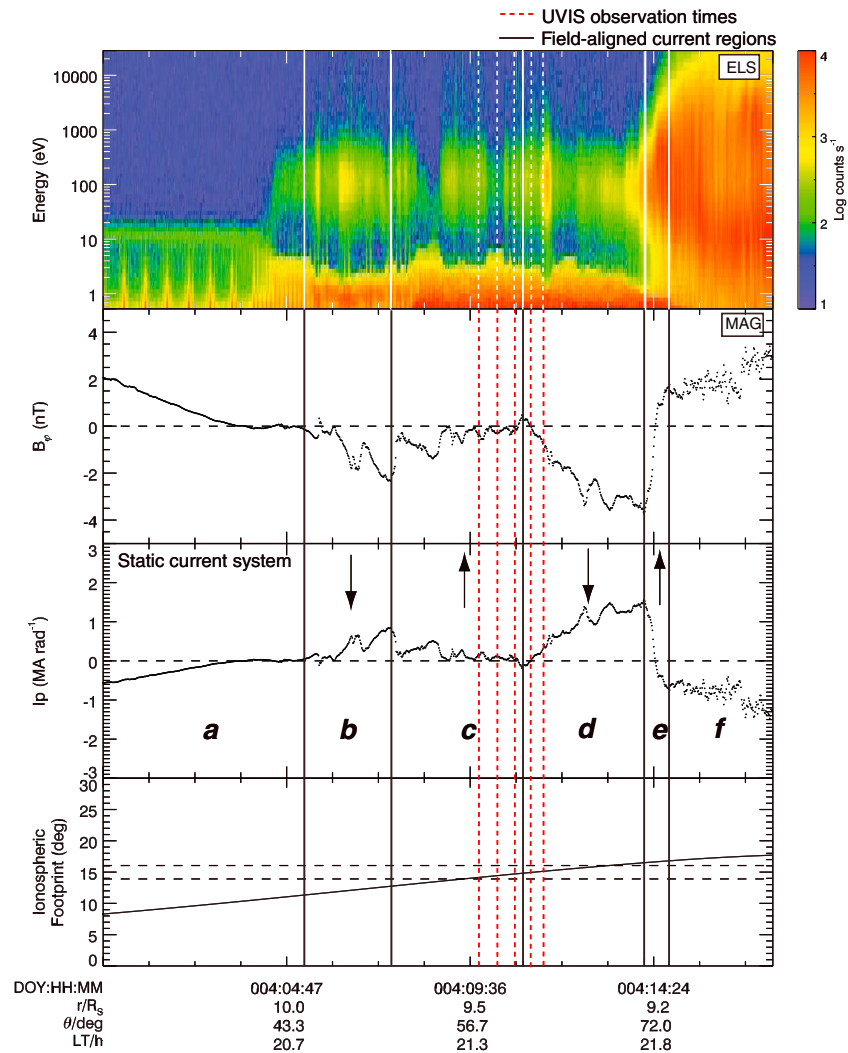 UVIS observation times
Field-aligned current regions
ELS
10000
1000
100
10
1
Energy (eV)
4
3
2
1
Log counts s⁻¹
MAG
4
2
0
-2
-4
Bφ (nT)
Static current system
3
2
1
0
-1
-2
-3
Ip (MA rad⁻¹)
a b c d e f
30
25
20
15
10
5
0
Ionospheric
Footprint (deg)
DOY:HH:MM 004:04:47 004:09:36 004:14:24
r/Rs 10.0 9.5 9.2
θ/deg 43.3 56.7 72.0
LT/h 20.7 21.3 21.8